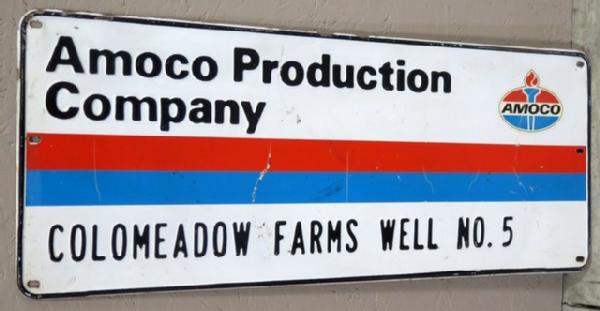 Amoco Production
Company
AMOCO
COLOMEADOW FARMS WELL NO. 5